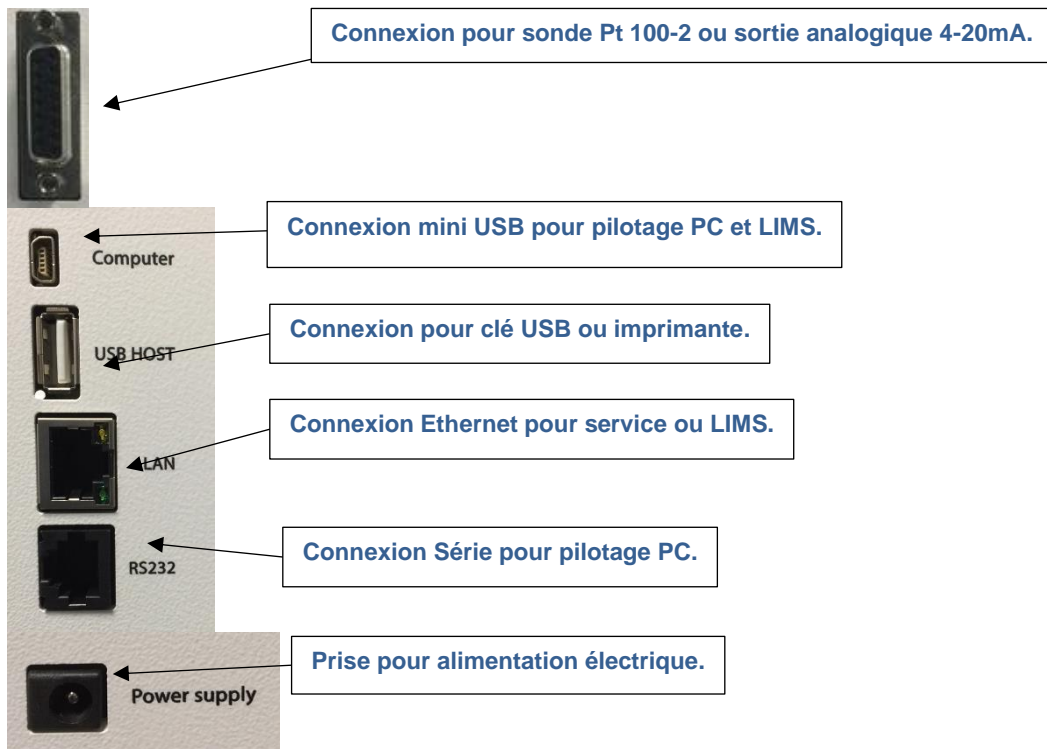 Connexion pour sonde Pt 100-2 ou sortie analogique 4-20mA.
Connexion mini USB pour pilotage PC et LIMS.
Computer
Connexion pour clé USB ou imprimante.
USB HOST
Connexion Ethernet pour service ou LIMS.
LAN
Connexion Série pour pilotage PC.
RS232
Prise pour alimentation électrique.
Power supply